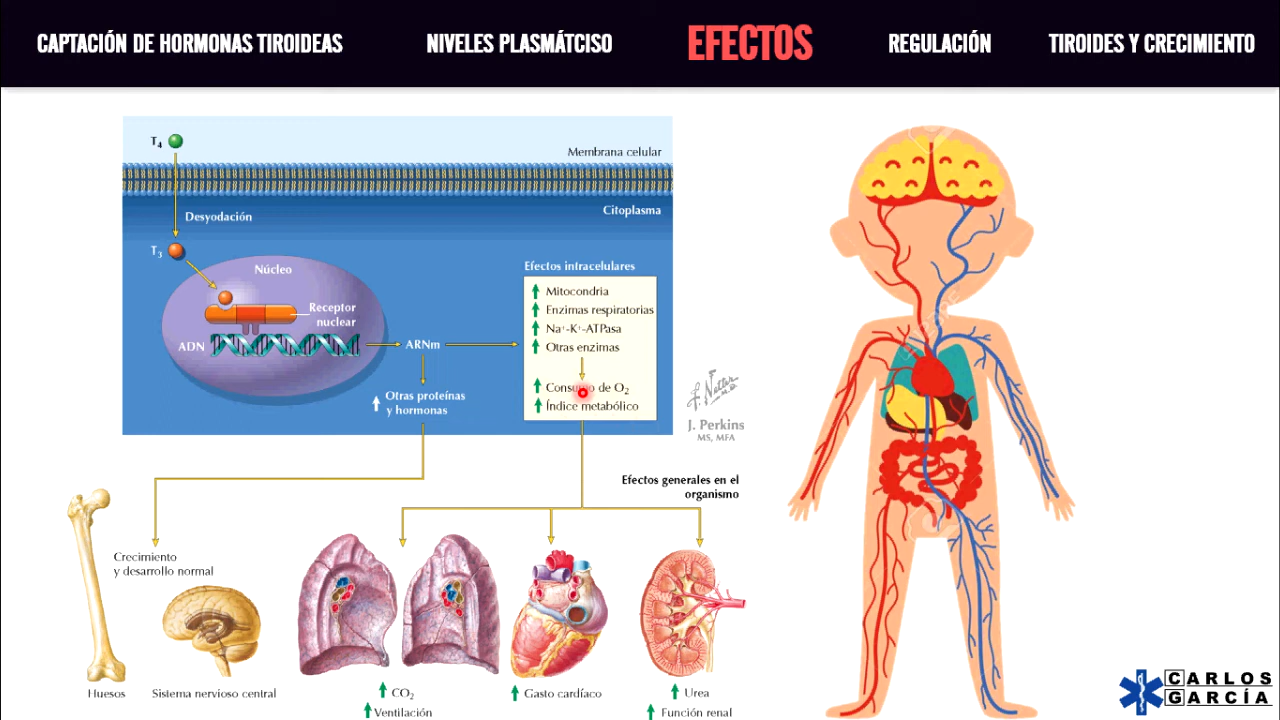 CAPTACIÓN DE HORMONAS TIROIDEAS
NIVELES PLASMÁTCISO
EFECTOS
REGULACIÓN
TIROIDES Y CRECIMIENTO
T4
Membrana celular
Desyodación
Citoplasma
T3
Núcleo
Receptor
nuclear
ADN
ARNm
Otras proteínas
y hormonas
Efectos intracelulares
Mitocondria
Enzimas respiratorias
Na+-K+-ATPasa
Otras enzimas
Consumo de O2
Índice metabólico
J. Perkins
MS, MFA
Efectos generales en el
organismo
Crecimiento
y desarrollo normal
Huesos
Sistema nervioso central
CO2
Ventilación
Gasto cardíaco
Urea
Función renal
CARLOS
GARCÍA